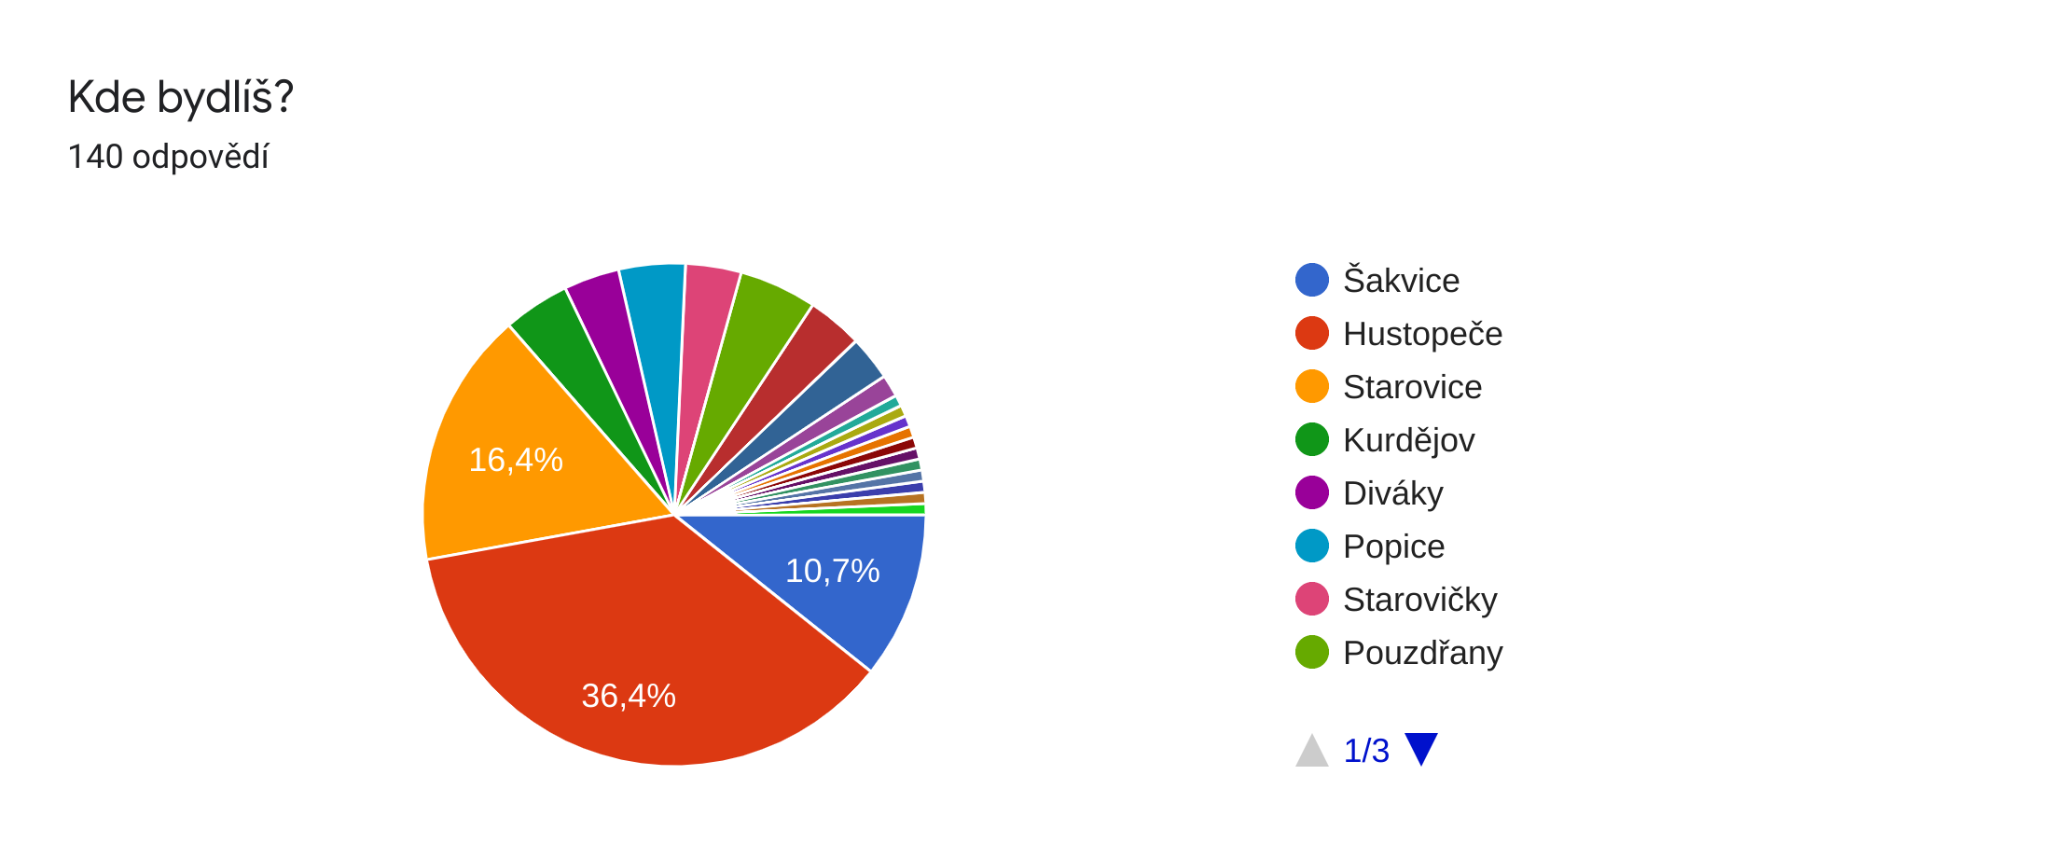 Kde bydlíš?
140 odpovědí
16,4%
10,7%
36,4%
Šakvice
Hustopeče
Starovice
Kurdějov
Diváky
Popice
Starovičky
Pouzdřany
1/3